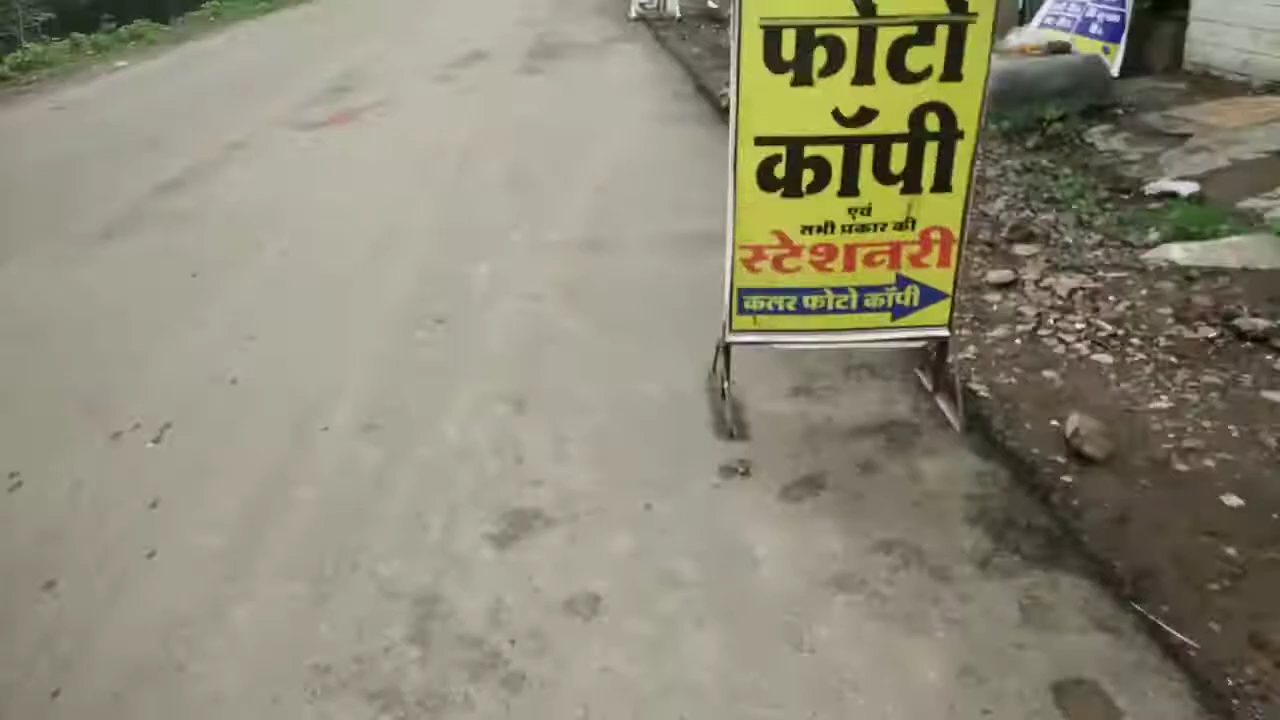 फोटो
कॉपी
एवं
सभी प्रकार की
स्टेशनरी
कलर फोटो कॉपी